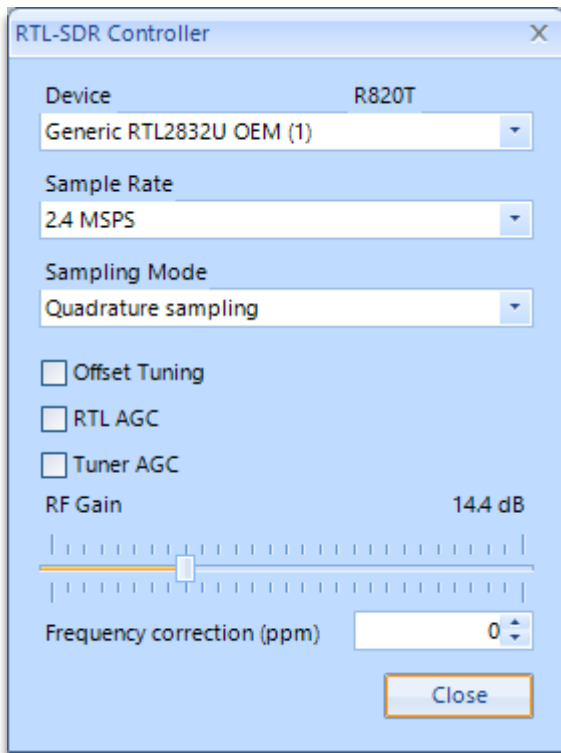 RTL-SDR Controller
Device R820T
Generic RTL2832U OEM (1)
Sample Rate
2.4 MSPS
Sampling Mode
Quadrature sampling
Offset Tuning
RTL AGC
Tuner AGC
RF Gain 14.4 dB
Frequency correction (ppm) 0
Close